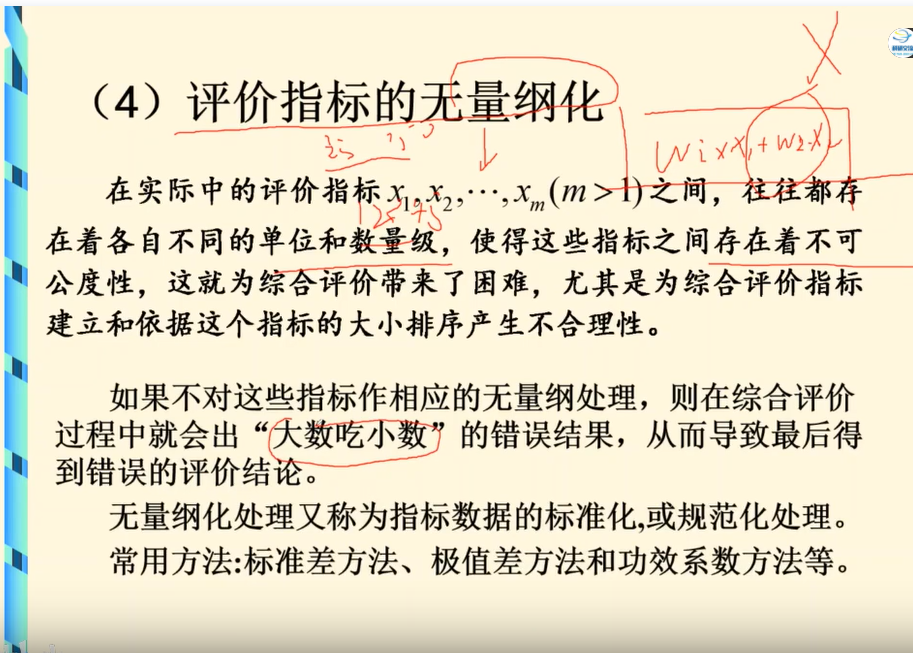 （4）评价指标的无量纲化
在实际中的评价指标x₁,x₂,⋯,xₘ(m>1)之间，往往都存
在着各自不同的单位和数量级，使得这些指标之间存在着不可
公度性，这就为综合评价带来了困难，尤其是为综合评价指标
建立和依据这个指标的大小排序产生不合理性。
如果不对这些指标作相应的无量纲处理，则在综合评价
过程中就会出“大数吃小数”的错误结果，从而导致最后得
到错误的评价结论。
无量纲化处理又称为指标数据的标准化,或规范化处理。
常用方法:标准差方法、极值差方法和功效系数方法等。